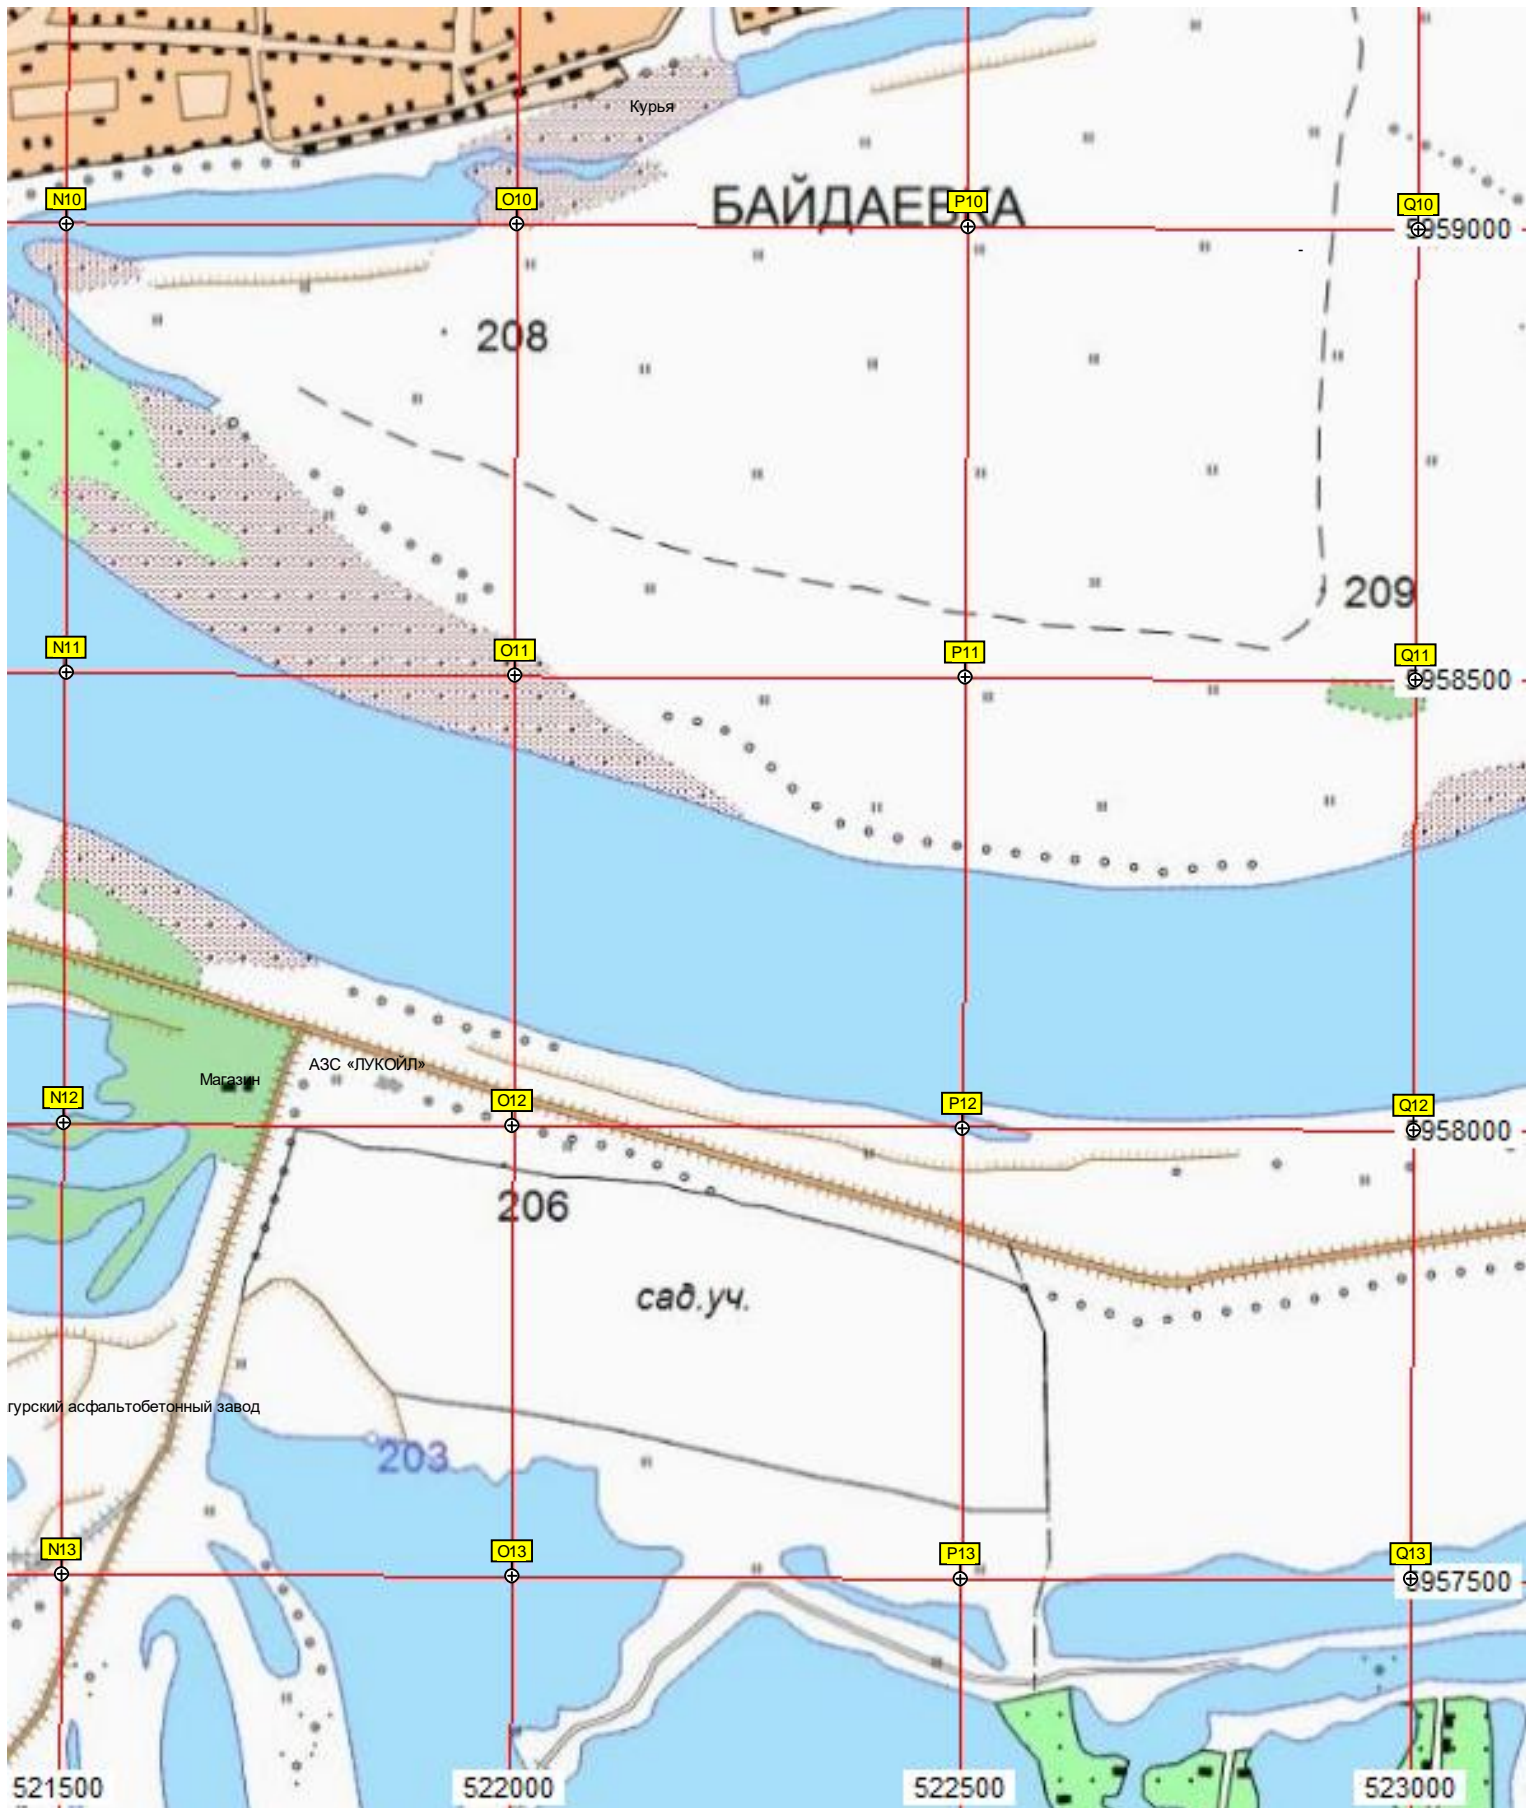 Курья
N10
O10
P10
Q10
БАЙДАЕВКА
5959000
208
209
N11
O11
P11
Q11
5958500
АЗС «ЛУКОЙЛ»
Магазин
N12
O12
P12
Q12
5958000
206
сад.уч.
гурский асфальтобетонный завод
203
N13
O13
P13
Q13
5957500
521500
522000
522500
523000